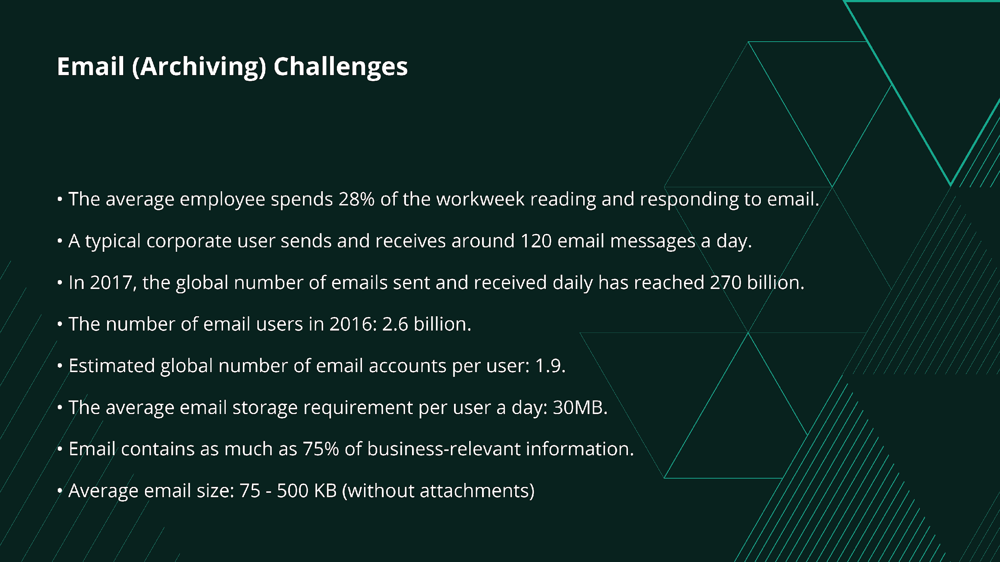 Email (Archiving) Challenges
• The average employee spends 28% of the workweek reading and responding to email.
• A typical corporate user sends and receives around 120 email messages a day.
• In 2017, the global number of emails sent and received daily has reached 270 billion.
• The number of email users in 2016: 2.6 billion.
• Estimated global number of email accounts per user: 1.9.
• The average email storage requirement per user a day: 30MB.
• Email contains as much as 75% of business-relevant information.
• Average email size: 75 - 500 KB (without attachments)